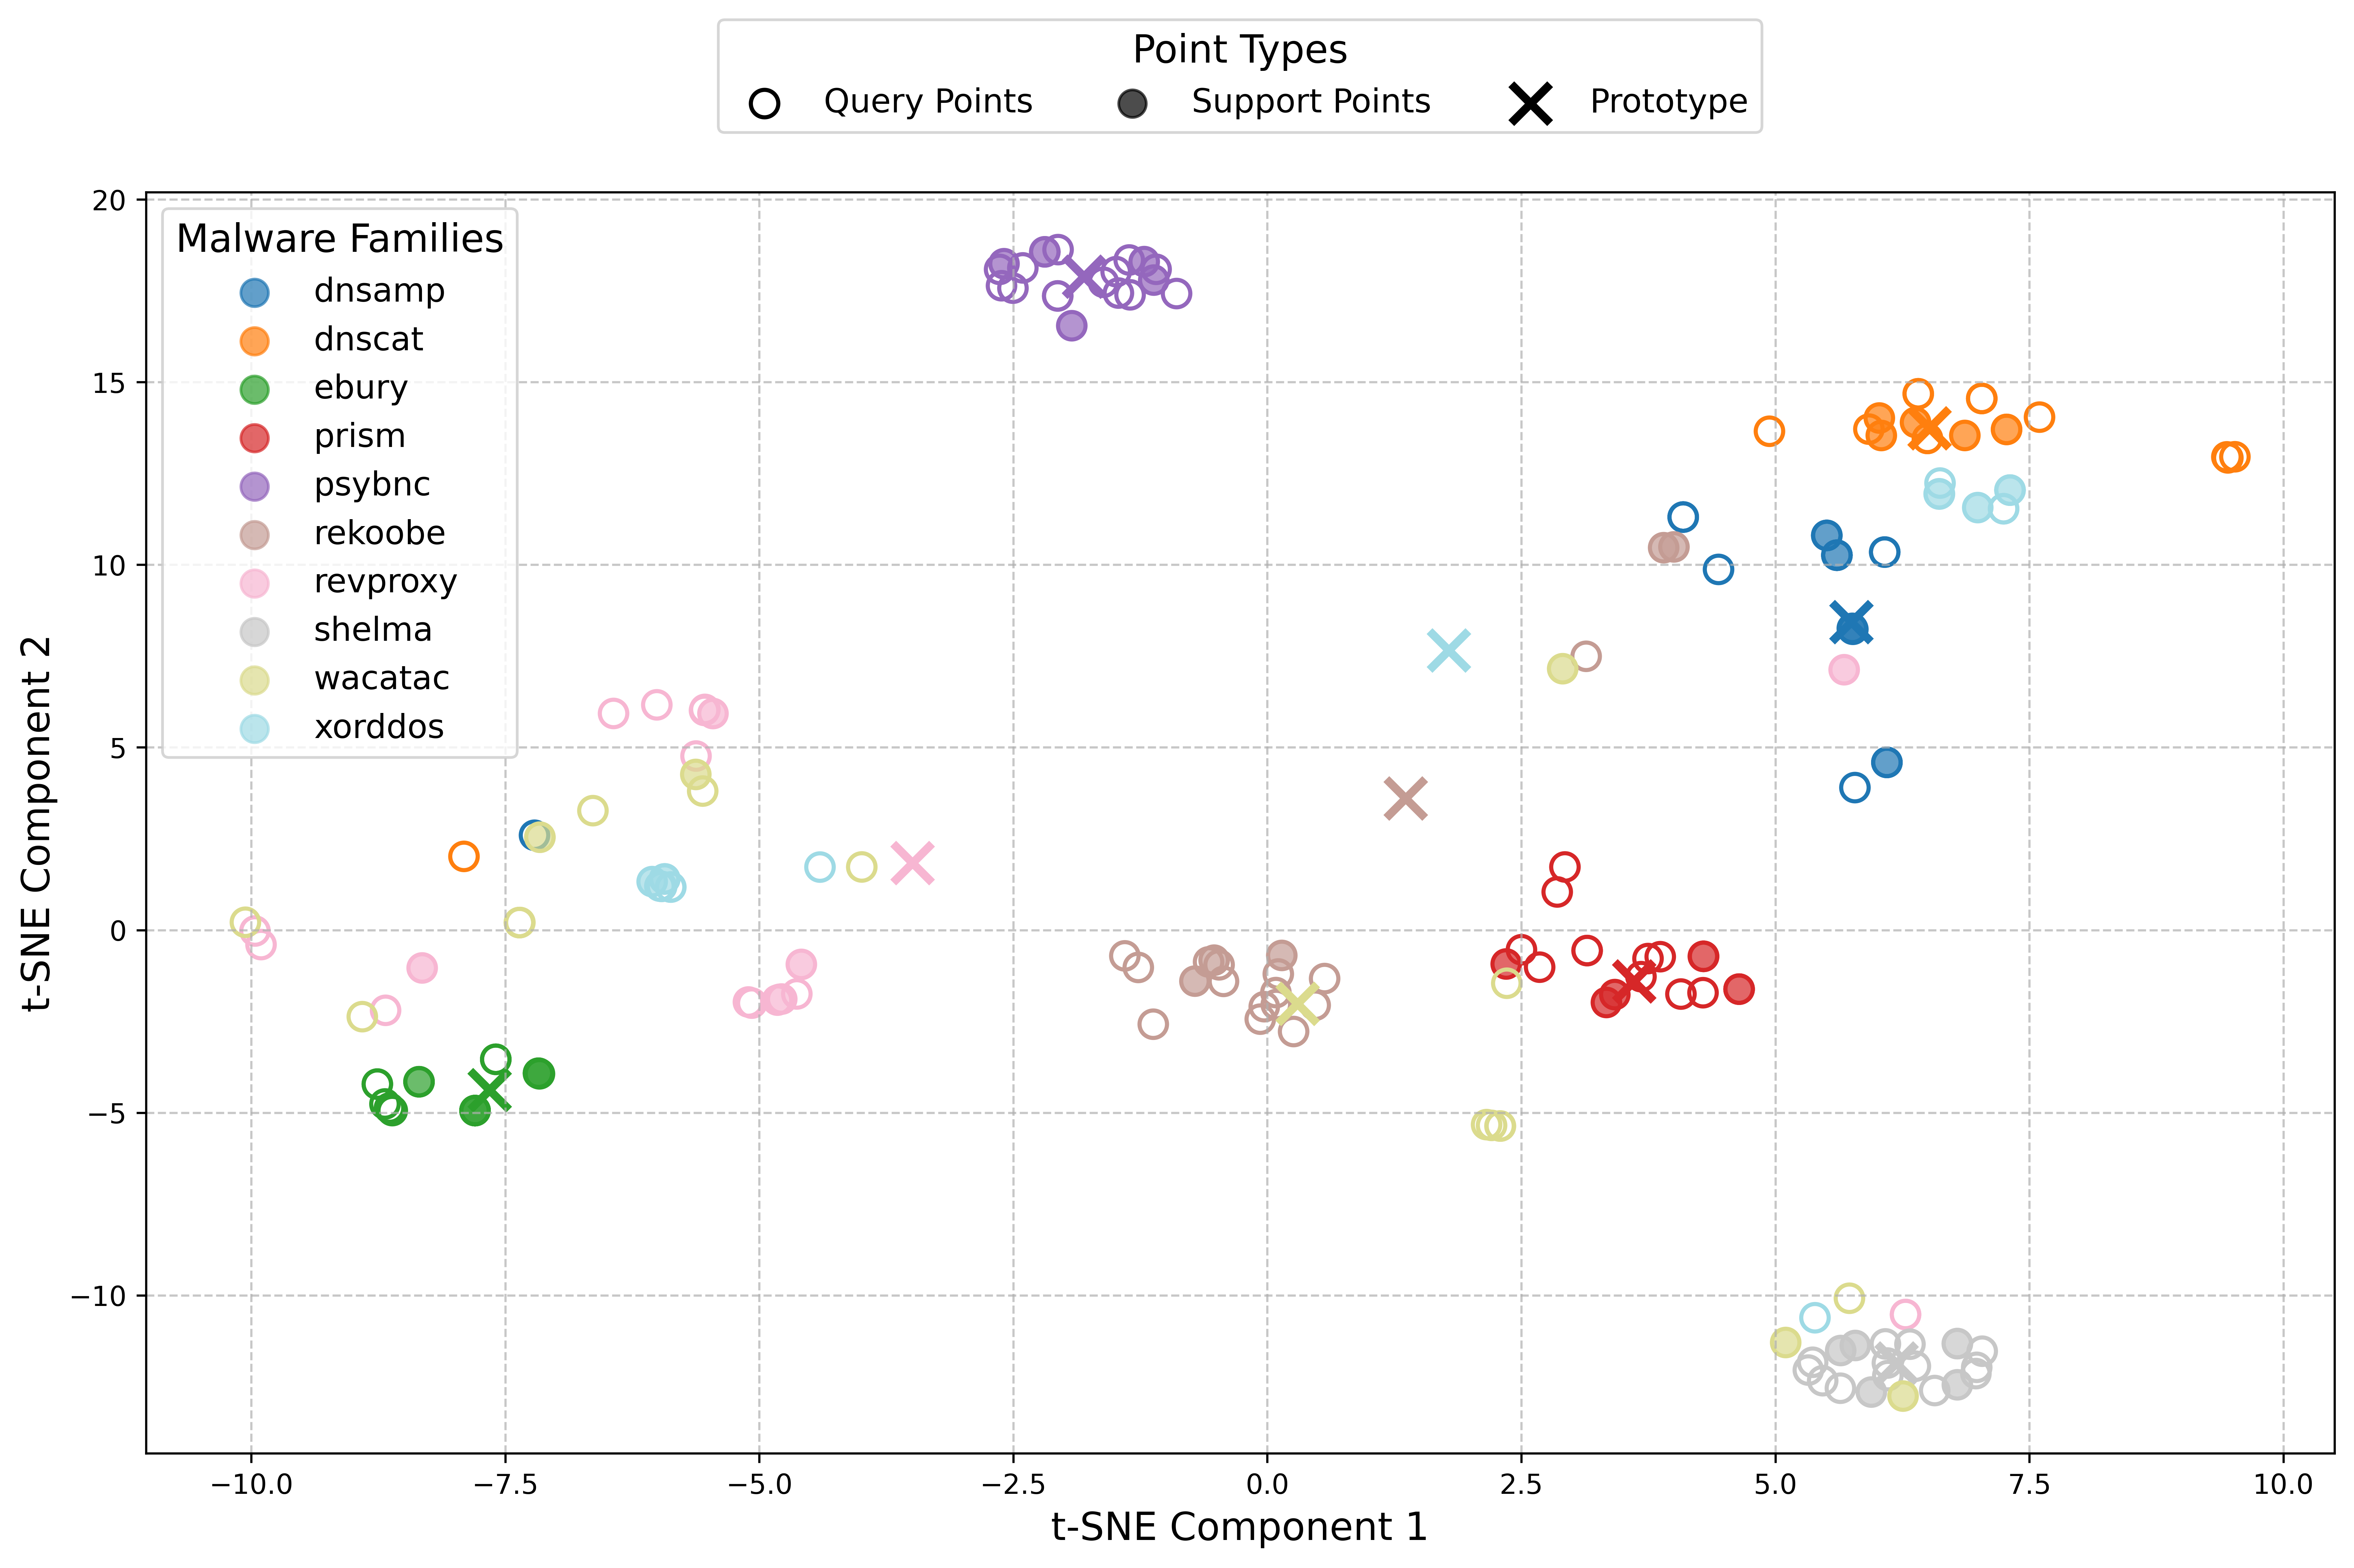 Point Types
Query Points Support Points Prototype
Malware Families
dnsamp
dnscat
ebury
prism
psybnc
rekoobe
revproxy
shelma
wacatac
xorddos
20
15
10
5
0
−5
−10
t-SNE Component 2
−10.0 −7.5 −5.0 −2.5 0.0 2.5 5.0 7.5 10.0
t-SNE Component 1